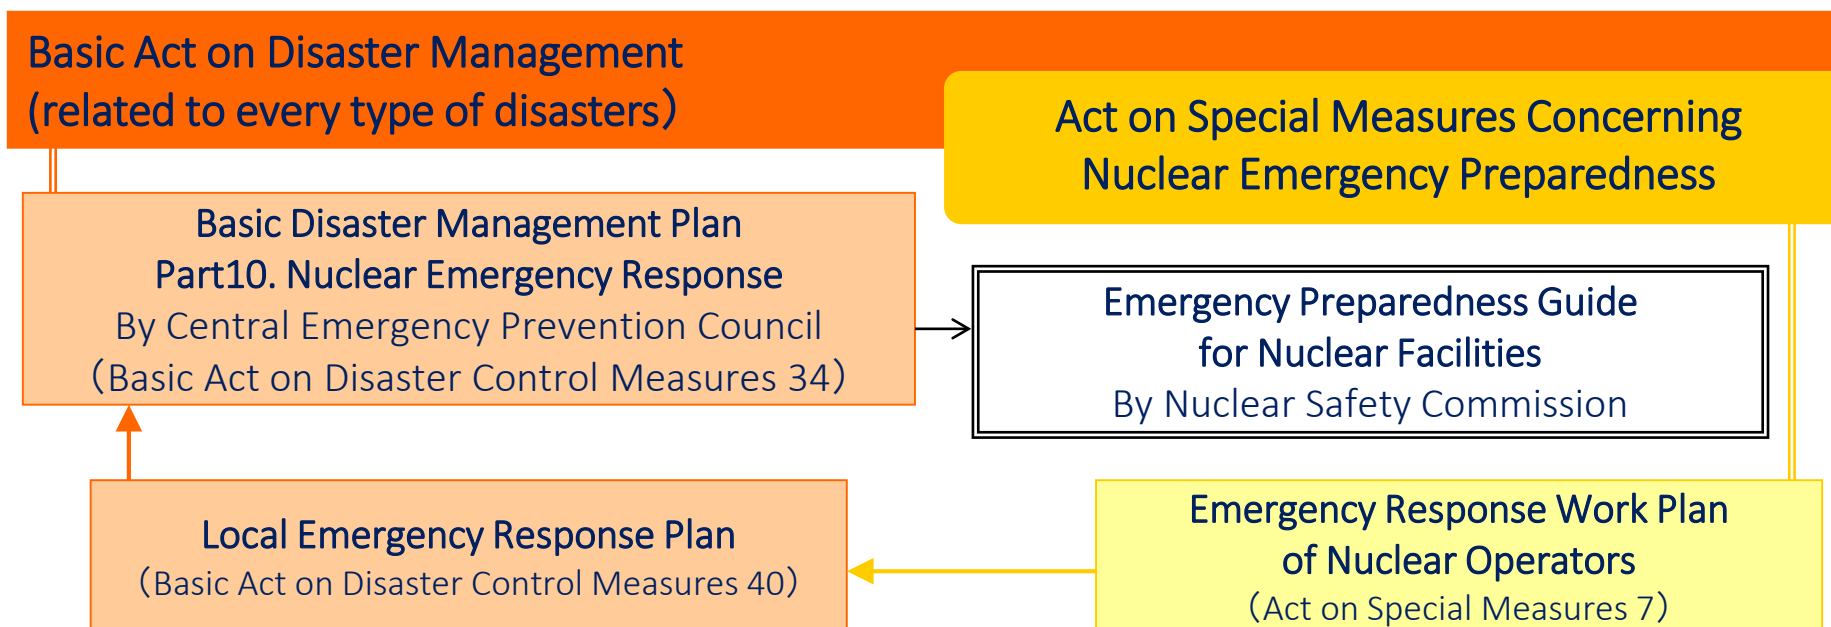 Basic Act on Disaster Management
(related to every type of disasters）
Act on Special Measures Concerning
Nuclear Emergency Preparedness
Basic Disaster Management Plan
Part10. Nuclear Emergency Response
By Central Emergency Prevention Council
（Basic Act on Disaster Control Measures 34）
Emergency Preparedness Guide
for Nuclear Facilities
By Nuclear Safety Commission
Local Emergency Response Plan
（Basic Act on Disaster Control Measures 40）
Emergency Response Work Plan
of Nuclear Operators
（Act on Special Measures 7）